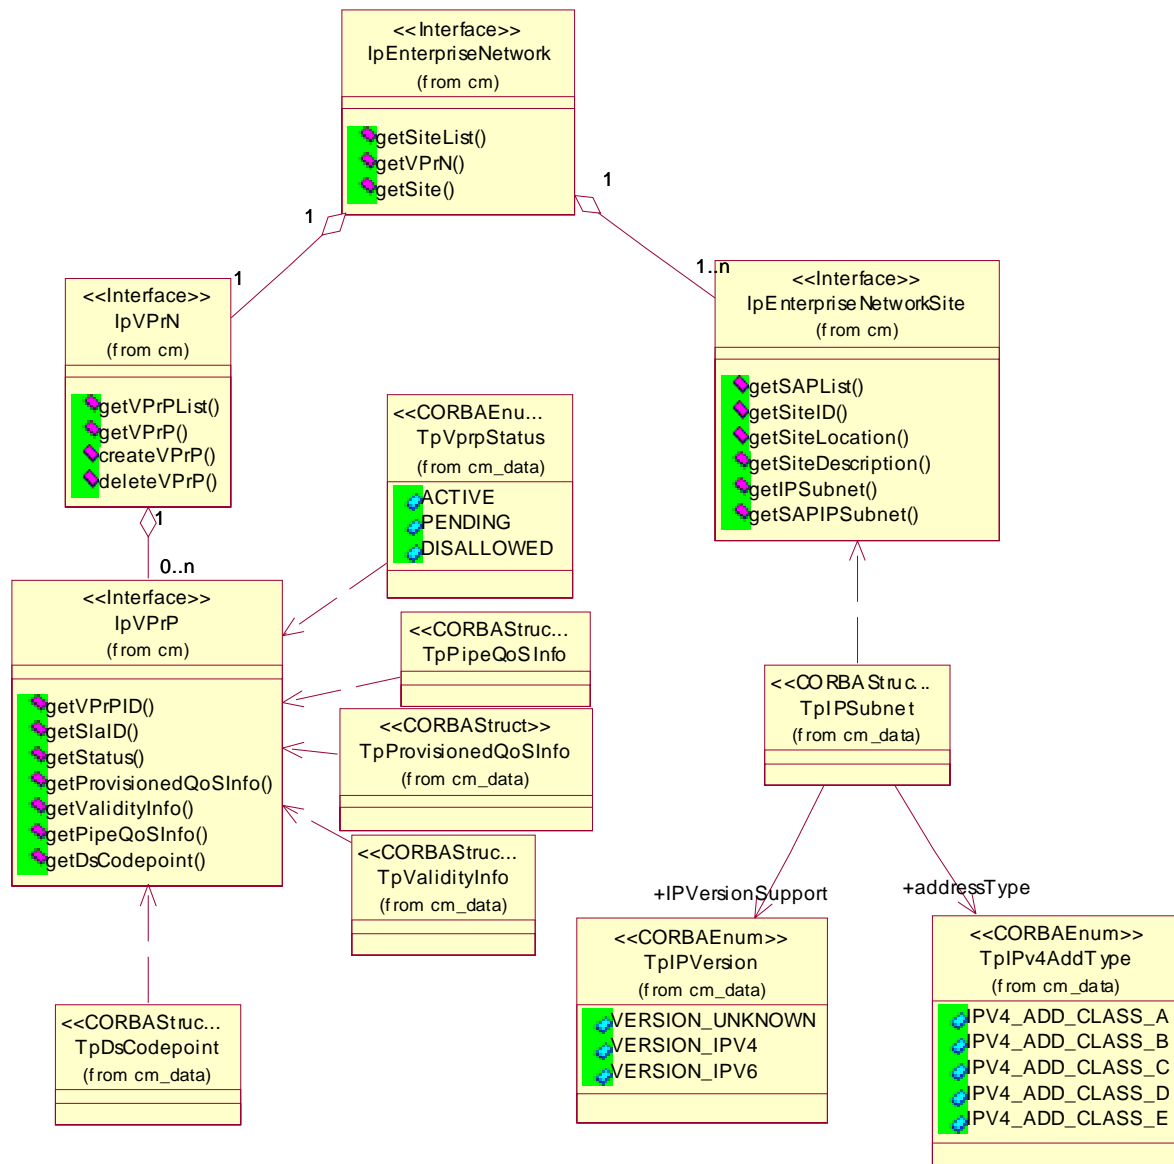 <<Interface>>
IpEnterpriseNetwork
(from cm)
getSiteList()
getVPrN()
getSite()
1
1
1
1..n
<<Interface>>
IpVPrN
(from cm)
getVPrPList()
getVPrP()
createVPrP()
deleteVPrP()
1
0..n
<<Interface>>
IpEnterpriseNetworkSite
(from cm)
getSAPList()
getSiteID()
getSiteLocation()
getSiteDescription()
getIPSubnet()
getSAPIPSubnet()
<<CORBAEnu...
TpVprpStatus
(from cm_data)
ACTIVE
PENDING
DISALLOWED
<<Interface>>
IpVPrP
(from cm)
getVPrPID()
getSlaID()
getStatus()
getProvisionedQoSInfo()
getValidityInfo()
getPipeQoSInfo()
getDsCodepoint()
<<CORBAStruc...
TpPipeQoSInfo
<<CORBAStruct>>
TpProvisionedQoSInfo
(from cm_data)
<<CORBAStruc...
TpValidityInfo
(from cm_data)
<<CORBAStruc...
TpIPSubnet
(from cm_data)
+IPVersionSupport
+addressType
<<CORBAStruc...
TpDsCodepoint
(from cm_data)
<<CORBAEnum>>
TpIPVersion
(from cm_data)
VERSION_UNKNOWN
VERSION_IPV4
VERSION_IPV6
<<CORBAEnum>>
TpIPv4AddType
(from cm_data)
IPV4_ADD_CLASS_A
IPV4_ADD_CLASS_B
IPV4_ADD_CLASS_C
IPV4_ADD_CLASS_D
IPV4_ADD_CLASS_E